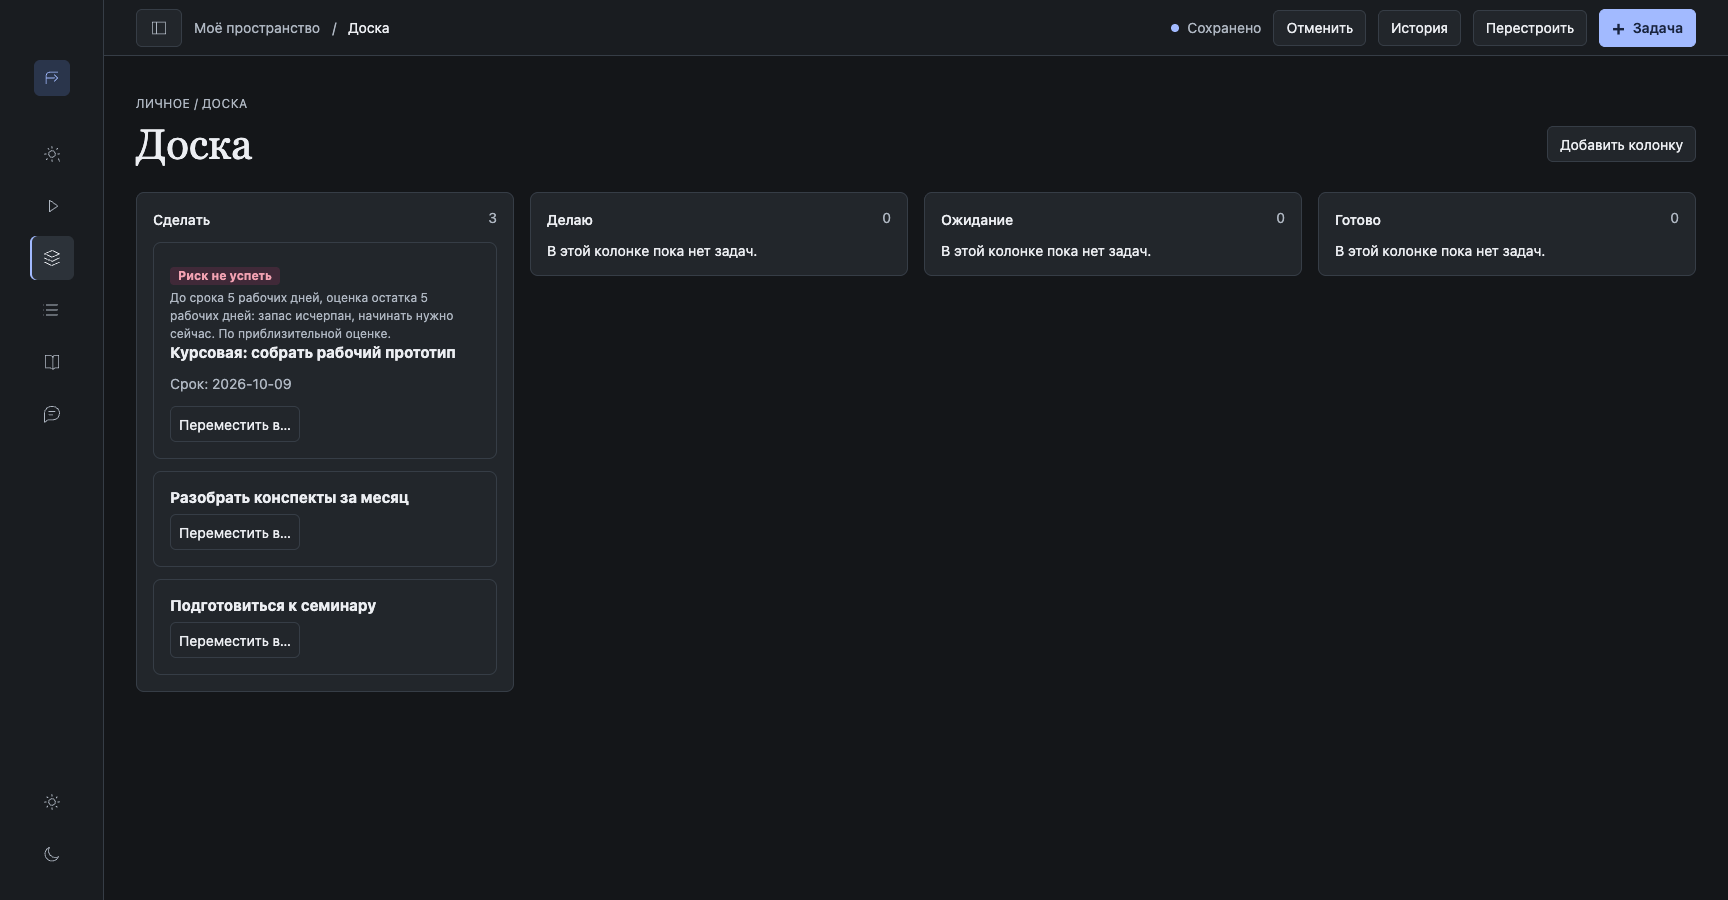 Моё пространство / Доска
Сохранено
Отменить
История
Перестроить
+ Задача
ЛИЧНОЕ / ДОСКА
Доска
Добавить колонку
Сделать 3
Риск не успеть
До срока 5 рабочих дней, оценка остатка 5
рабочих дней: запас исчерпан, начинать нужно
сейчас. По приблизительной оценке.
Курсовая: собрать рабочий прототип
Срок: 2026-10-09
Переместить в...
Разобрать конспекты за месяц
Переместить в...
Подготовиться к семинару
Переместить в...
Делаю 0
В этой колонке пока нет задач.
Ожидание 0
В этой колонке пока нет задач.
Готово 0
В этой колонке пока нет задач.